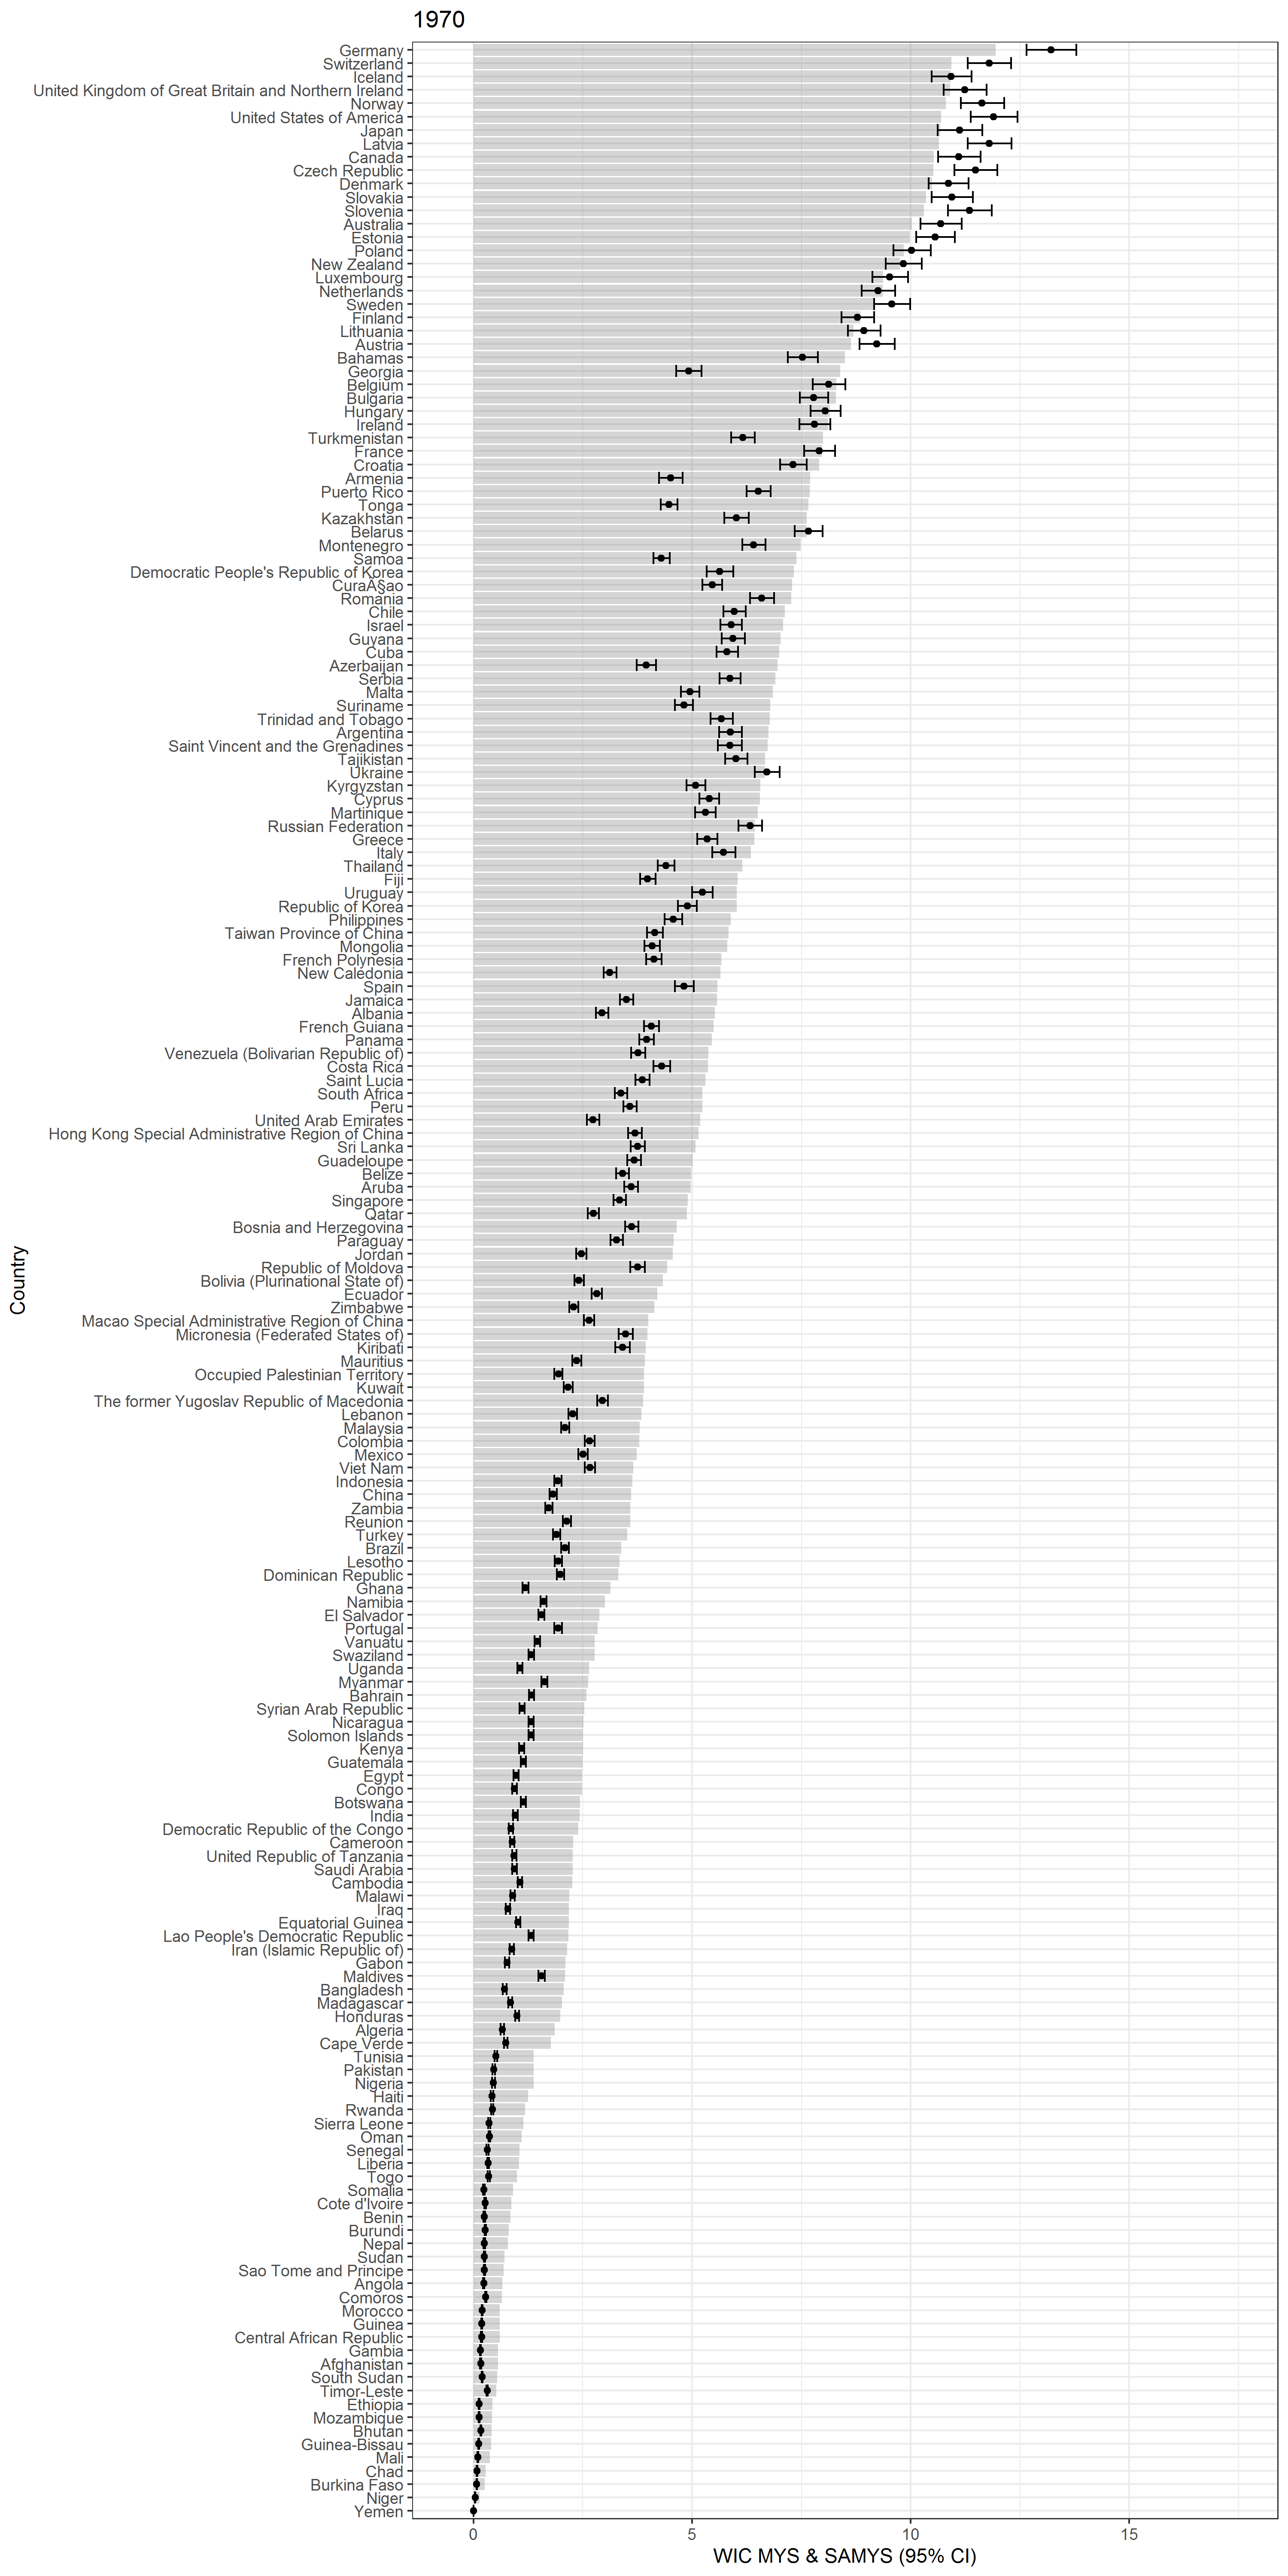 1970
Germany
Switzerland
Iceland
United Kingdom of Great Britain and Northern Ireland
Norway
United States of America
Japan
Latvia
Canada
Czech Republic
Denmark
Slovakia
Slovenia
Australia
Estonia
Poland
New Zealand
Luxembourg
Netherlands
Sweden
Finland
Lithuania
Austria
Bahamas
Georgia
Belgium
Bulgaria
Hungary
Ireland
Turkmenistan
France
Croatia
Armenia
Puerto Rico
Tonga
Kazakhstan
Belarus
Montenegro
Samoa
Democratic People's Republic of Korea
CuraÃ§ao
Romania
Chile
Israel
Guyana
Cuba
Azerbaijan
Serbia
Malta
Suriname
Trinidad and Tobago
Argentina
Saint Vincent and the Grenadines
Tajikistan
Ukraine
Kyrgyzstan
Cyprus
Martinique
Russian Federation
Greece
Italy
Thailand
Fiji
Uruguay
Republic of Korea
Philippines
Taiwan Province of China
Mongolia
French Polynesia
New Caledonia
Spain
Jamaica
Albania
French Guiana
Panama
Venezuela (Bolivarian Republic of)
Costa Rica
Saint Lucia
South Africa
Peru
United Arab Emirates
Hong Kong Special Administrative Region of China
Sri Lanka
Guadeloupe
Belize
Aruba
Singapore
Qatar
Bosnia and Herzegovina
Paraguay
Jordan
Republic of Moldova
Bolivia (Plurinational State of)
Ecuador
Zimbabwe
Macao Special Administrative Region of China
Micronesia (Federated States of)
Kiribati
Mauritius
Occupied Palestinian Territory
Kuwait
The former Yugoslav Republic of Macedonia
Lebanon
Malaysia
Colombia
Mexico
Viet Nam
Indonesia
China
Zambia
Reunion
Turkey
Brazil
Lesotho
Dominican Republic
Ghana
Namibia
El Salvador
Portugal
Vanuatu
Swaziland
Uganda
Myanmar
Bahrain
Syrian Arab Republic
Nicaragua
Solomon Islands
Kenya
Guatemala
Egypt
Congo
Botswana
India
Democratic Republic of the Congo
Cameroon
United Republic of Tanzania
Saudi Arabia
Cambodia
Malawi
Iraq
Equatorial Guinea
Lao People's Democratic Republic
Iran (Islamic Republic of)
Gabon
Maldives
Bangladesh
Madagascar
Honduras
Algeria
Cape Verde
Tunisia
Pakistan
Nigeria
Haiti
Rwanda
Sierra Leone
Oman
Senegal
Liberia
Togo
Somalia
Cote d'Ivoire
Benin
Burundi
Nepal
Sudan
Sao Tome and Principe
Angola
Comoros
Morocco
Guinea
Central African Republic
Gambia
Afghanistan
South Sudan
Timor-Leste
Ethiopia
Mozambique
Bhutan
Guinea-Bissau
Mali
Chad
Burkina Faso
Niger
Yemen
Country
0 5 10 15
WIC MYS & SAMYS (95% CI)